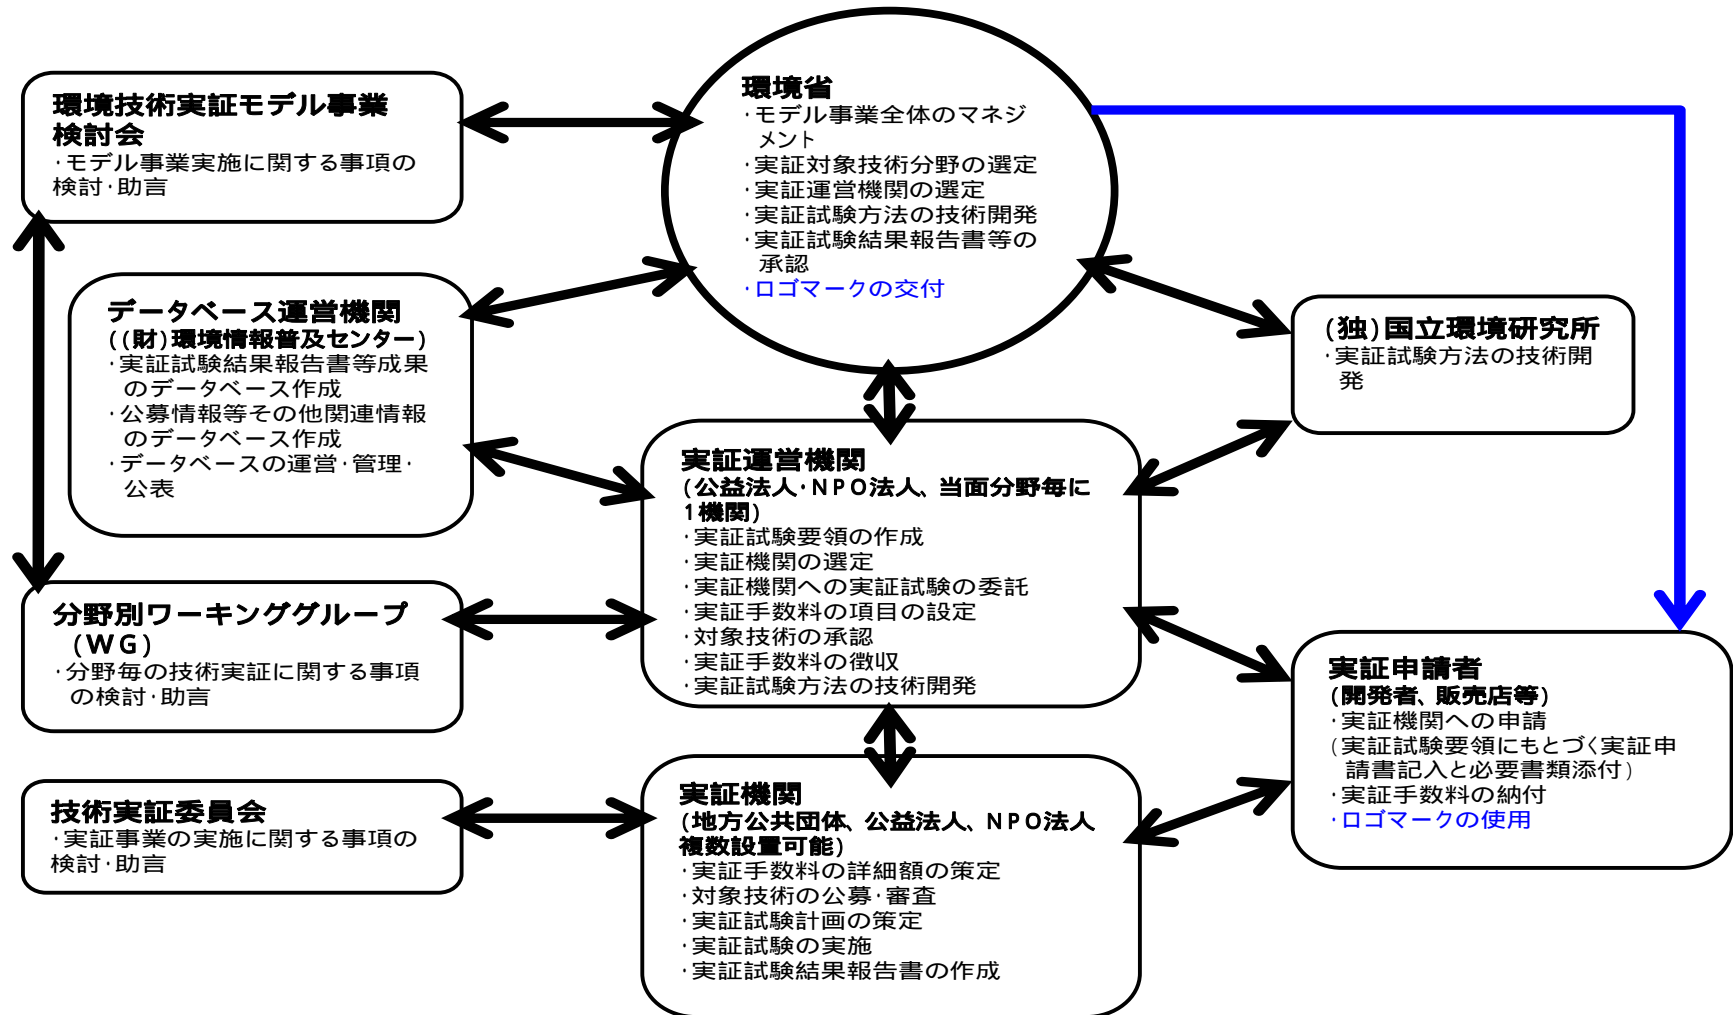 環境技術実証モデル事業
検討会
・モデル事業実施に関する事項の
検討・助言
環境省
・モデル事業全体のマネジ
メント
・実証対象技術分野の選定
・実証運営機関の選定
・実証試験方法の技術開発
・実証試験結果報告書等の
承認
・ロゴマークの交付
データベース運営機関
((財)環境情報普及センター)
・実証試験結果報告書等成果
のデータベース作成
・公募情報等その他関連情報
のデータベース作成
・データベースの運営・管理・
公表
(独)国立環境研究所
・実証試験方法の技術開
発
実証運営機関
(公益法人・NPO法人、当面分野毎に
1機関)
・実証試験要領の作成
・実証機関の選定
・実証機関への実証試験の委託
・実証手数料の項目の設定
・対象技術の承認
・実証手数料の徴収
・実証試験方法の技術開発
分野別ワーキンググループ
(WG)
・分野毎の技術実証に関する事項
の検討・助言
実証申請者
(開発者、販売店等)
・実証機関への申請
(実証試験要領にもとづく実証申
請書記入と必要書類添付)
・実証手数料の納付
・ロゴマークの使用
技術実証委員会
・実証事業の実施に関する事項の
検討・助言
実証機関
(地方公共団体、公益法人、NPO法人
複数設置可能)
・実証手数料の詳細額の策定
・対象技術の公募・審査
・実証試験計画の策定
・実証試験の実施
・実証試験結果報告書の作成